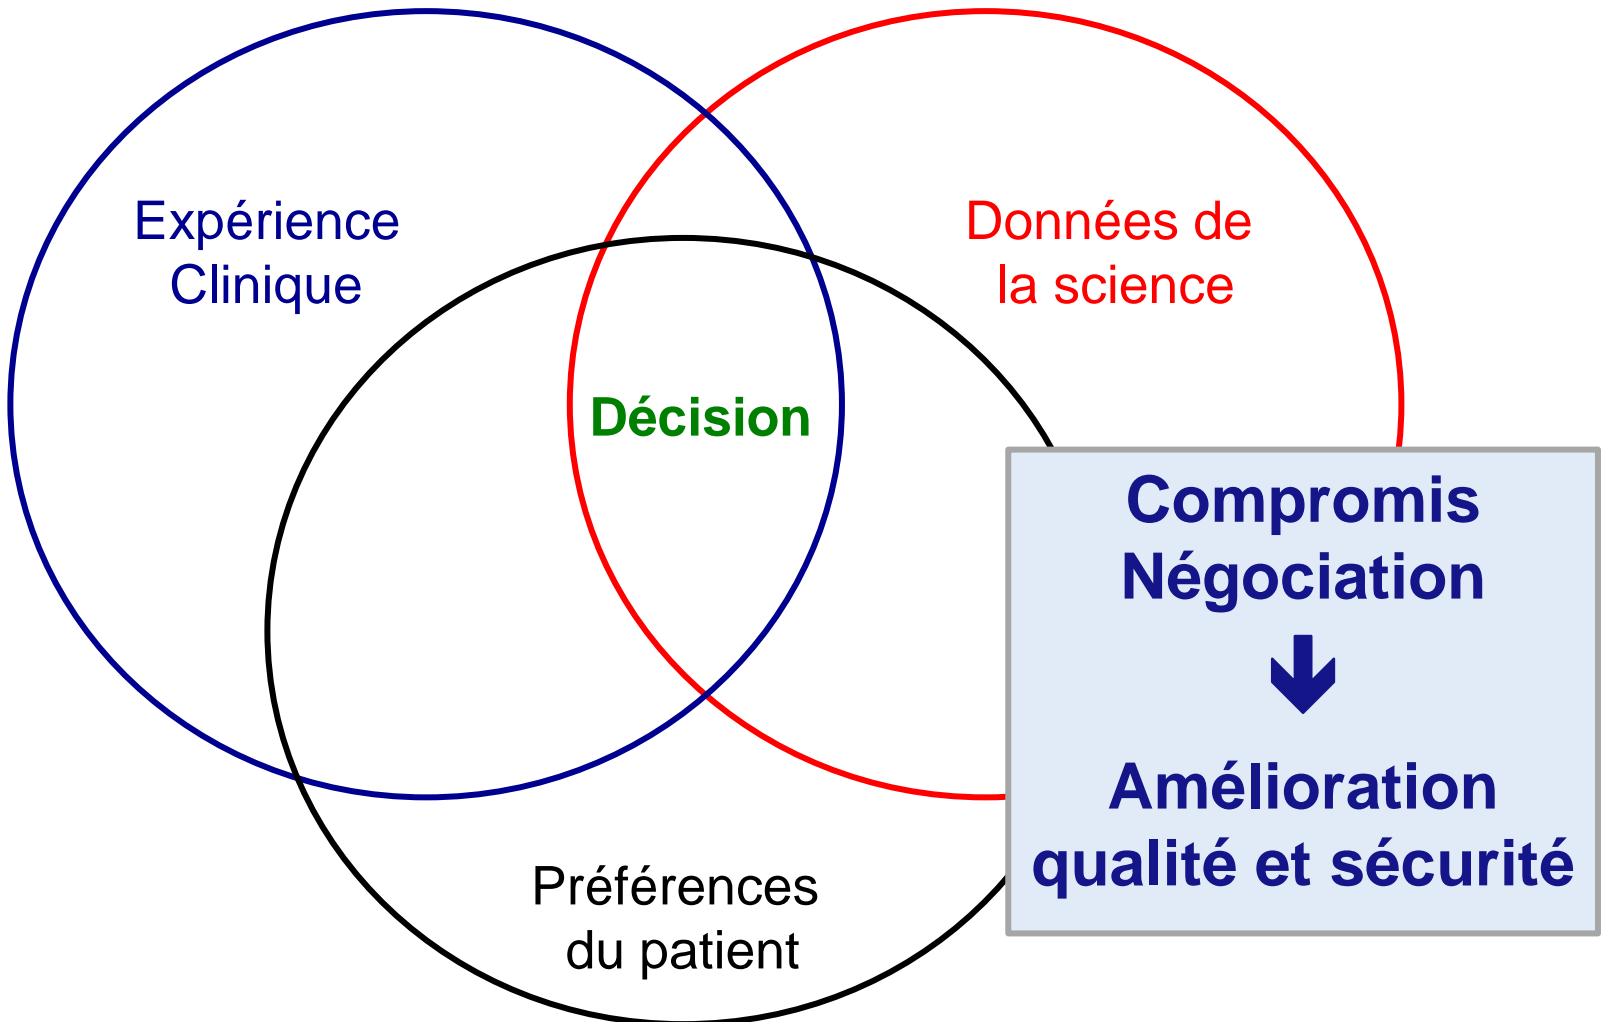 Expérience
Clinique
Données de
la science
Décision
Compromis
Négociation
Amélioration
qualité et sécurité
Préférences
du patient